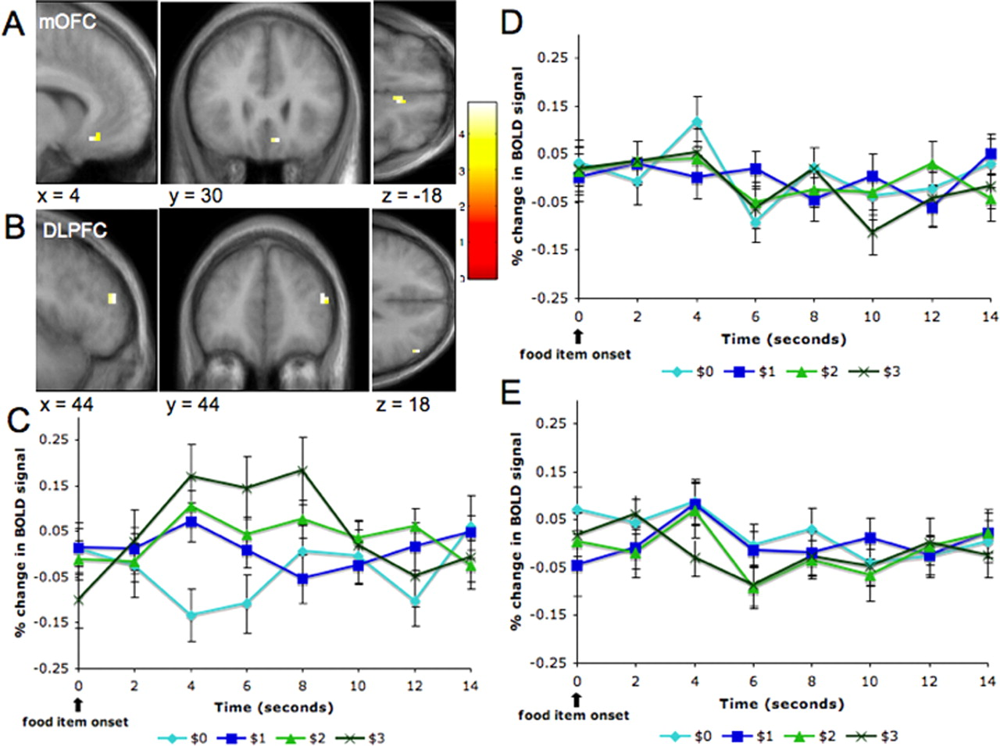 A
mOFC
x = 4
y = 30
z = -18
B
DLPFC
x = 44
y = 44
z = 18
4
3
2
1
0
C
% change in BOLD signal
0.25
0.15
0.05
-0.05
-0.15
-0.25
0 2 4 6 8 10 12 14
Time (seconds)
food item onset
$0 $1 $2 $3
D
% change in BOLD signal
0.25
0.15
0.05
-0.05
-0.15
-0.25
0 2 4 6 8 10 12 14
Time (seconds)
food item onset
$0 $1 $2 $3
E
% change in BOLD signal
0.25
0.15
0.05
-0.05
-0.15
-0.25
0 2 4 6 8 10 12 14
Time (seconds)
food item onset
$0 $1 $2 $3